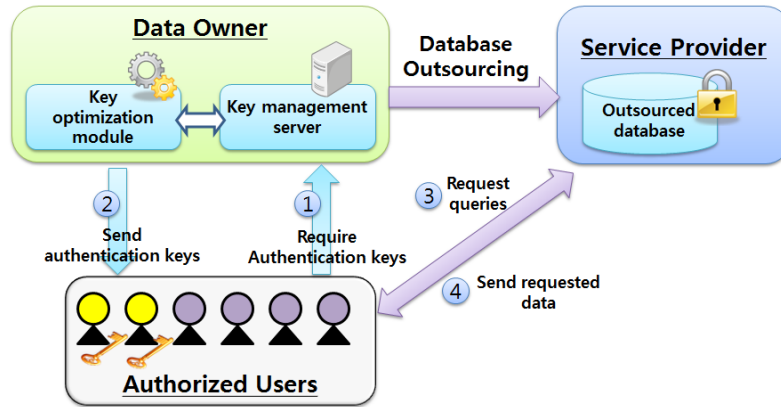 Data Owner
Key
optimization
module
Key management
server
Database
Outsourcing
Service Provider
Outsourced
database
2
Send
authentication keys
1
Require
Authentication keys
3
Request
queries
4
Send requested
data
Authorized Users